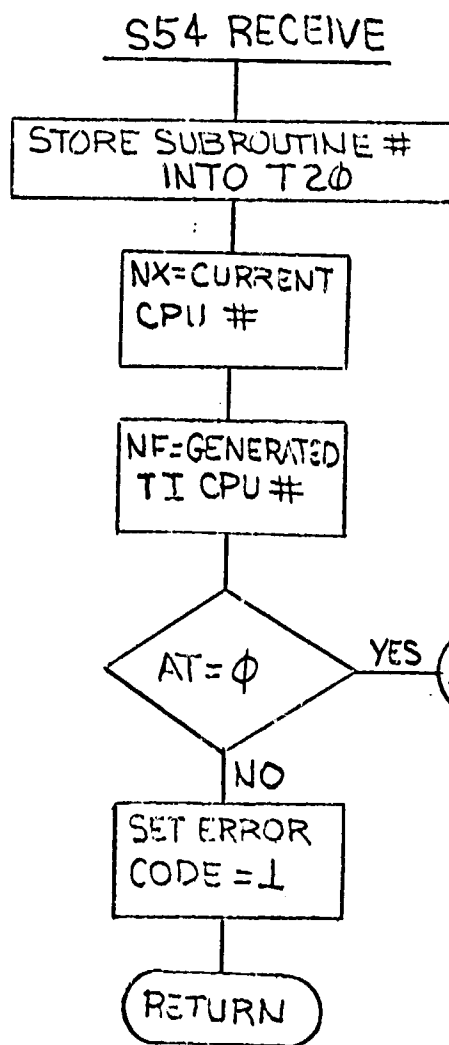 S54 RECEIVE
STORE SUBROUTINE #
INTO T2Ø
NX=CURRENT
CPU #
NF=GENERATED
TI CPU #
AT=Ø
YES
NO
SET ERROR
CODE=1
RETURN